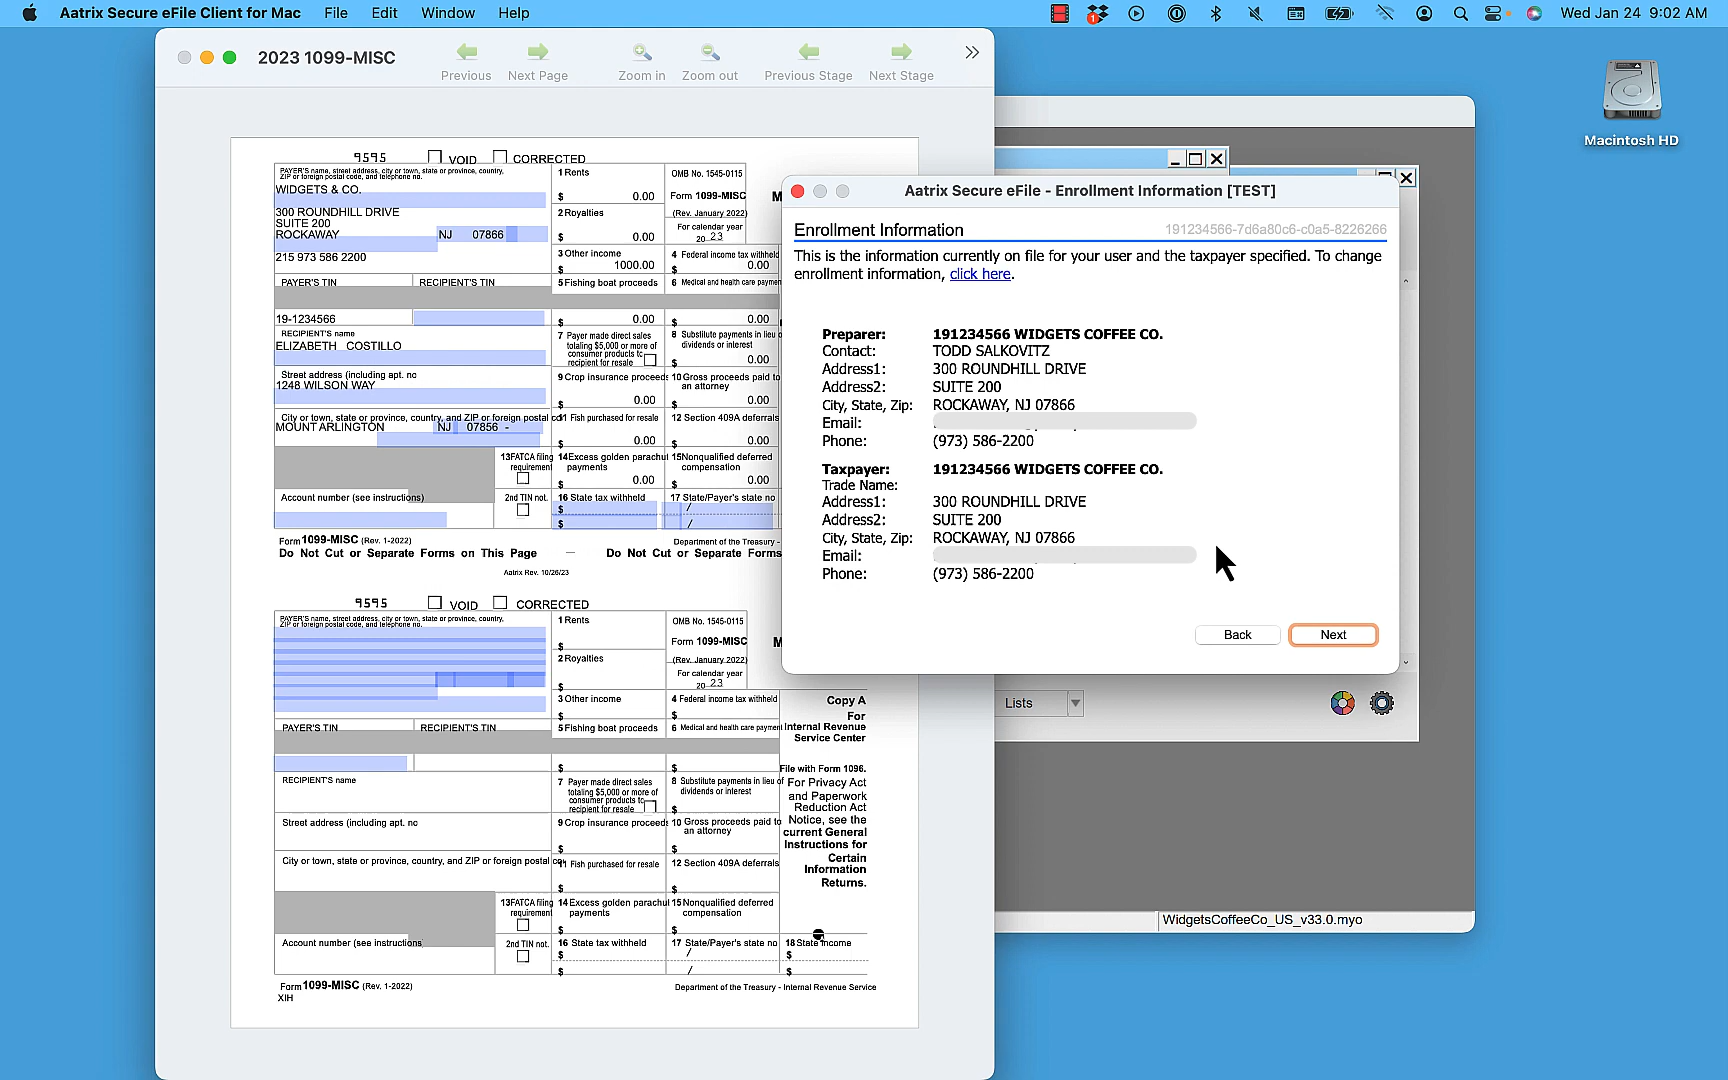 Aatrix Secure eFile Client for Mac File Edit Window Help
Wed Jan 24 9:02 AM
2023 1099-MISC
Previous Next Page Zoom in Zoom out Previous Stage Next Stage
Macintosh HD
9595 VOID CORRECTED
PAYER'S name, street address, city or town, state or province, country,
ZIP or foreign postal code, and telephone no.
WIDGETS & CO.
300 ROUNDHILL DRIVE
SUITE 200
ROCKAWAY NJ 07866
215 973 586 2200
1 Rents
$ 0.00
2 Royalties
$ 0.00
3 Other income
$ 1000.00
OMB No. 1545-0115
Form 1099-MISC
(Rev. January 2022)
For calendar year
20 23
4 Federal income tax withheld
$ 0.00
PAYER'S TIN RECIPIENT'S TIN
5 Fishing boat proceeds
6 Medical and health care paymen
19-1234566
$ 0.00
$ 0.00
RECIPIENT'S name
ELIZABETH COSTILLO
7 Payer made direct sales
totaling $5,000 or more of
consumer products to
recipient for resale
8 Substitute payments in lieu o
dividends or interest
$ 0.00
Street address (including apt. no
1248 WILSON WAY
9 Crop insurance proceeds
$ 0.00
10 Gross proceeds paid to
an attorney
$ 0.00
City or town, state or province, country, and ZIP or foreign postal co
MOUNT ARLINGTON NJ 07856 -
11 Fish purchased for resale
$ 0.00
12 Section 409A deferrals
$ 0.00
13FATCA filing
requirement
14Excess golden parachut
payments
$ 0.00
15Nonqualified deferred
compensation
$ 0.00
Account number (see instructions)
2nd TIN not.
16 State tax withheld
$
$
17 State/Payer's state no
/
/
Form 1099-MISC (Rev. 1-2022)
Department of the Treasury -
Do Not Cut or Separate Forms on This Page — Do Not Cut or Separate Forms
Aatrix Rev. 10/26/23
9595 VOID CORRECTED
PAYER'S name, street address, city or town, state or province, country,
ZIP or foreign postal code, and telephone no.
1 Rents
$
2 Royalties
$
3 Other income
$
OMB No. 1545-0115
Form 1099-MISC
(Rev. January 2022)
For calendar year
20 23
4 Federal income tax withheld
$
Copy A
For
Internal Revenue
Service Center
PAYER'S TIN RECIPIENT'S TIN
5 Fishing boat proceeds
$
6 Medical and health care payment
$
File with Form 1096.
For Privacy Act
and Paperwork
Reduction Act
Notice, see the
current General
Instructions for
Certain
Information
Returns.
RECIPIENT'S name
7 Payer made direct sales
totaling $5,000 or more of
consumer products to
recipient for resale
8 Substitute payments in lieu of
dividends or interest
$
Street address (including apt. no
9 Crop insurance proceeds
$
10 Gross proceeds paid to
an attorney
$
City or town, state or province, country, and ZIP or foreign postal co
11 Fish purchased for resale
$
12 Section 409A deferrals
$
13FATCA filing
requirement
14Excess golden parachut
payments
$
15Nonqualified deferred
compensation
$
Account number (see instructions)
2nd TIN not.
16 State tax withheld
$
$
17 State/Payer's state no
/
/
18 State income
$
$
Form 1099-MISC (Rev. 1-2022)
XIH
Department of the Treasury - Internal Revenue Service
Aatrix Secure eFile - Enrollment Information [TEST]
Enrollment Information 191234566-7d6a80c6-c0a5-8226266
This is the information currently on file for your user and the taxpayer specified. To change
enrollment information, click here.
Preparer: 191234566 WIDGETS COFFEE CO.
Contact: TODD SALKOVITZ
Address1: 300 ROUNDHILL DRIVE
Address2: SUITE 200
City, State, Zip: ROCKAWAY, NJ 07866
Email:
Phone: (973) 586-2200
Taxpayer: 191234566 WIDGETS COFFEE CO.
Trade Name:
Address1: 300 ROUNDHILL DRIVE
Address2: SUITE 200
City, State, Zip: ROCKAWAY, NJ 07866
Email:
Phone: (973) 586-2200
Back Next
Lists
WidgetsCoffeeCo_US_v33.0.myo